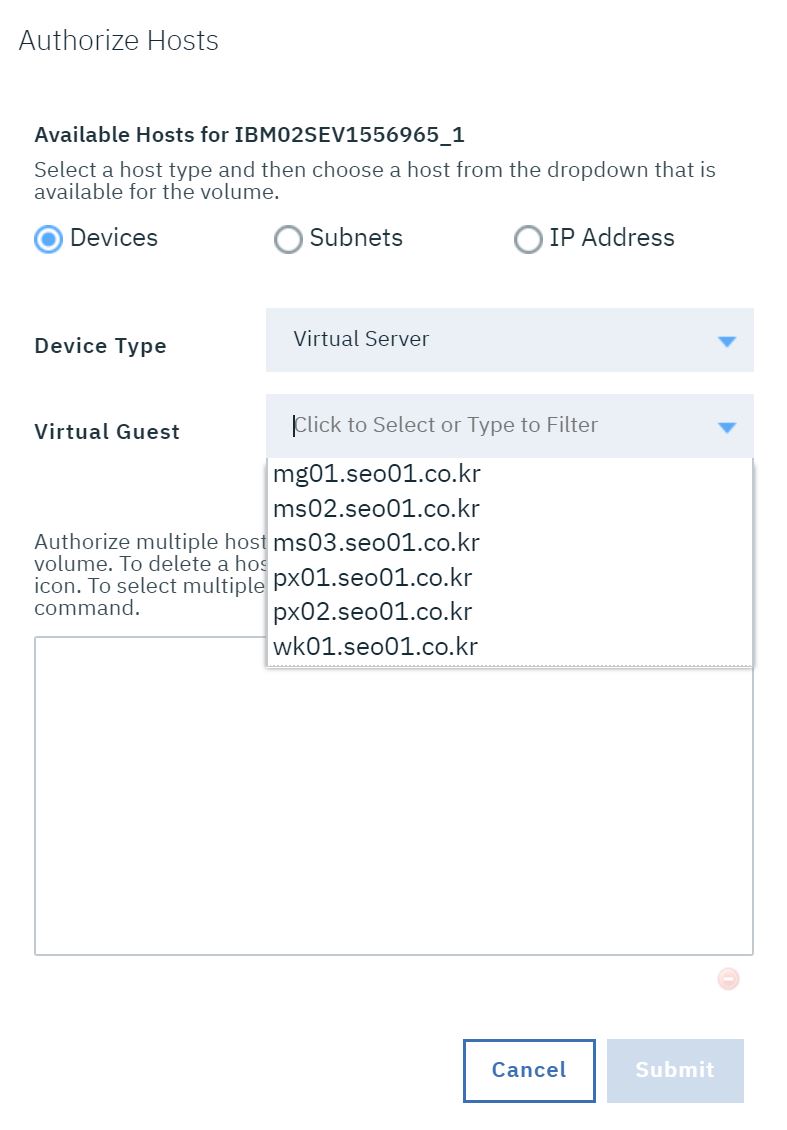 Authorize Hosts
Available Hosts for IBM02SEV1556965_1
Select a host type and then choose a host from the dropdown that is
available for the volume.
Devices
Subnets
IP Address
Device Type
Virtual Server
Virtual Guest
Click to Select or Type to Filter
mg01.seo01.co.kr
ms02.seo01.co.kr
ms03.seo01.co.kr
px01.seo01.co.kr
px02.seo01.co.kr
wk01.seo01.co.kr
Authorize multiple host
volume. To delete a hos
icon. To select multiple
command.
Cancel
Submit